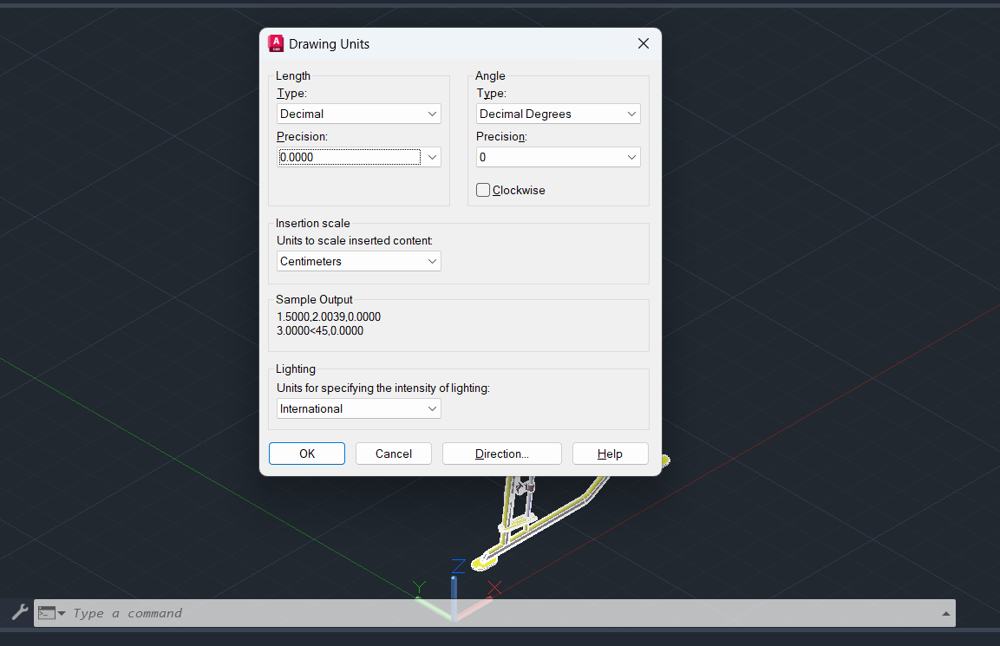 A
CAD
Drawing Units
Length
Type:
Decimal
Precision:
0.0000
Angle
Type:
Decimal Degrees
Precision:
0
Clockwise
Insertion scale
Units to scale inserted content:
Centimeters
Sample Output
1.5000,2.0039,0.0000
3.0000<45,0.0000
Lighting
Units for specifying the intensity of lighting:
International
OK
Cancel
Direction...
Help
Z
Y
X
Type a command